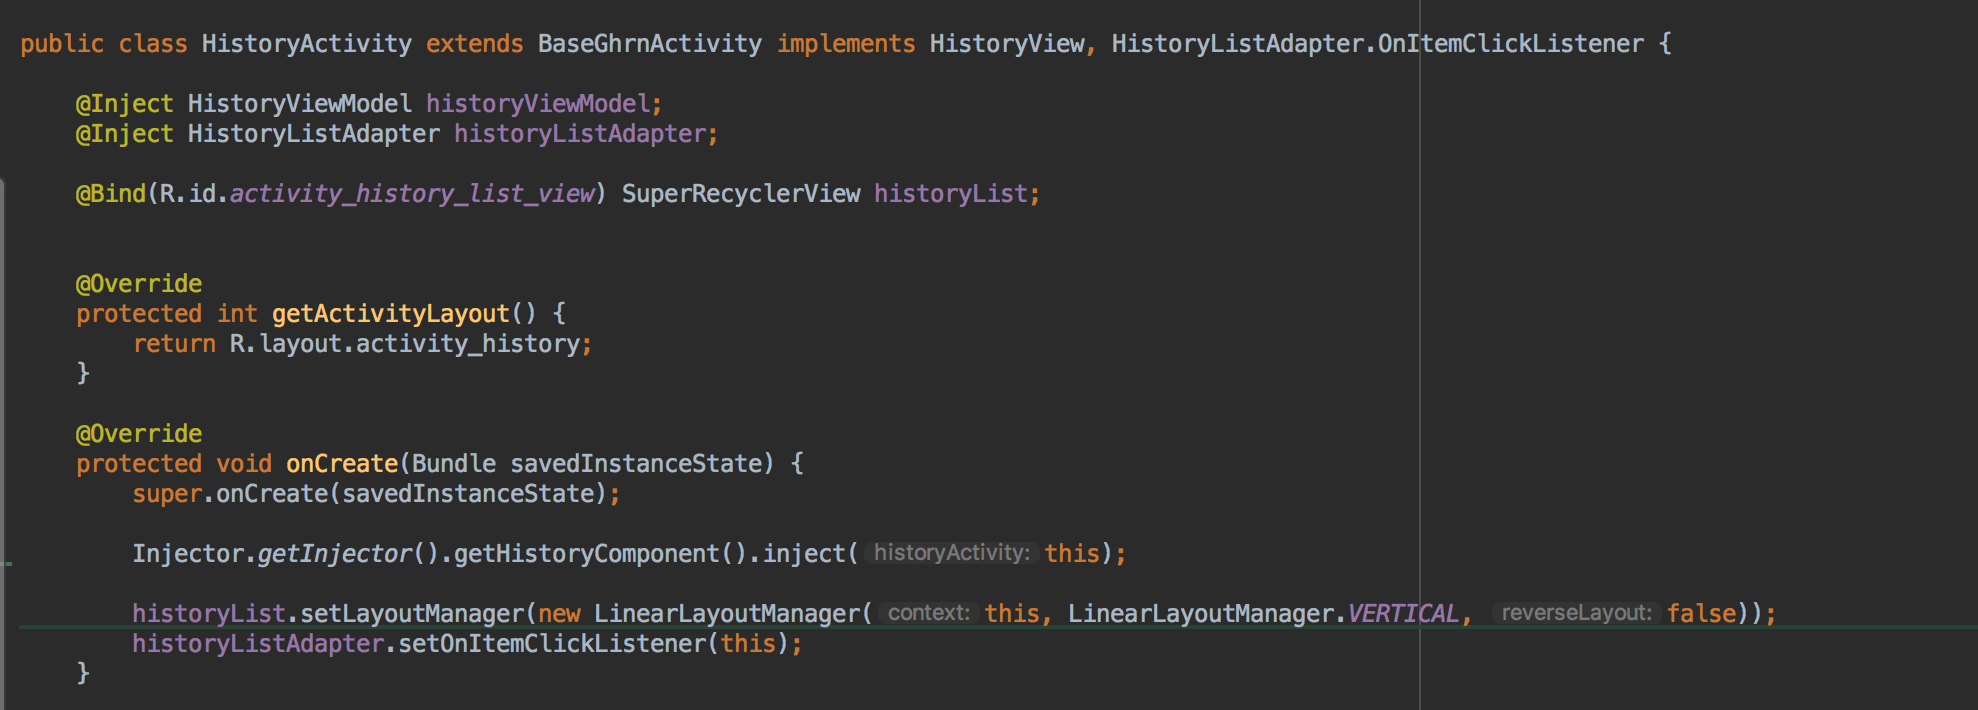 public class HistoryActivity extends BaseGhrnActivity implements HistoryView, HistoryListAdapter.OnItemClickListener {
@Inject HistoryViewModel historyViewModel;
@Inject HistoryListAdapter historyListAdapter;
@Bind(R.id.activity_history_list_view) SuperRecyclerView historyList;
@Override
protected int getActivityLayout() {
return R.layout.activity_history;
}
@Override
protected void onCreate(Bundle savedInstanceState) {
super.onCreate(savedInstanceState);
Injector.getInjector().getHistoryComponent().inject( historyActivity: this);
historyList.setLayoutManager(new LinearLayoutManager( context: this, LinearLayoutManager.VERTICAL, reverseLayout: false));
historyListAdapter.setOnItemClickListener(this);
}